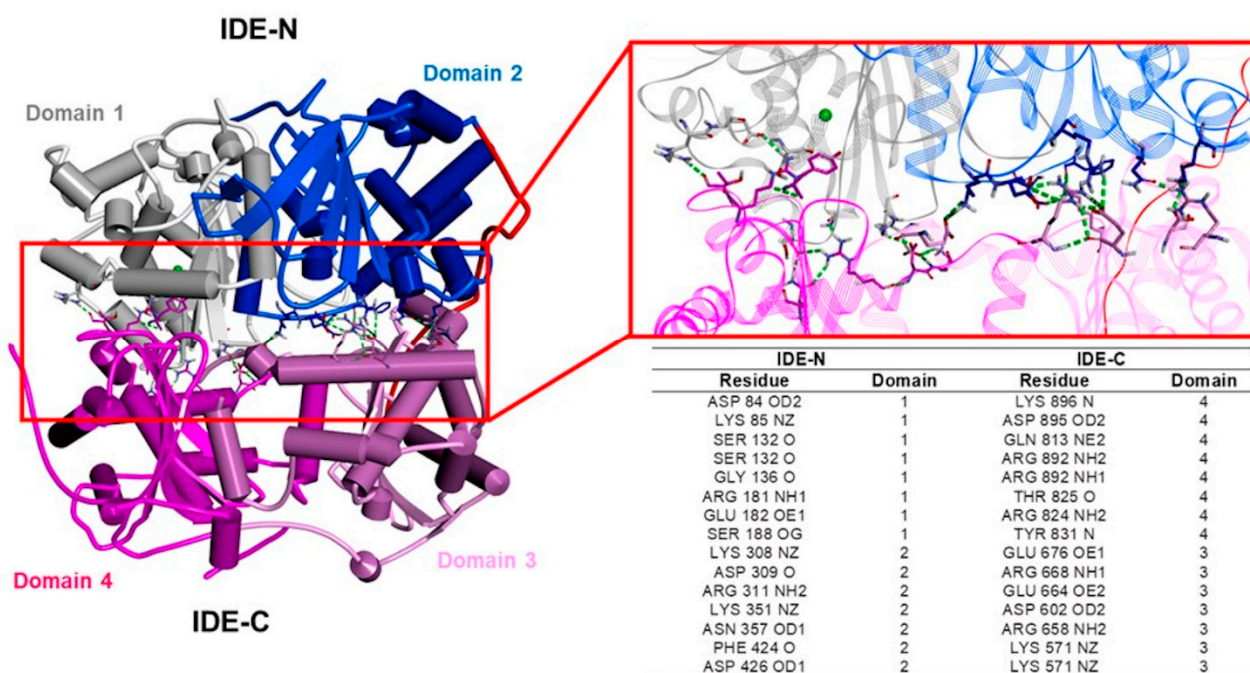 IDE-N
Domain 1
Domain 2
Domain 4
Domain 3
IDE-C
IDE-N IDE-C
Residue Domain Residue Domain
ASP 84 OD2 1 LYS 896 N 4
LYS 85 NZ 1 ASP 895 OD2 4
SER 132 O 1 GLN 813 NE2 4
SER 132 O 1 ARG 892 NH2 4
GLY 136 O 1 ARG 892 NH1 4
ARG 181 NH1 1 THR 825 O 4
GLU 182 OE1 1 ARG 824 NH2 4
SER 188 OG 1 TYR 831 N 4
LYS 308 NZ 2 GLU 676 OE1 3
ASP 309 O 2 ARG 668 NH1 3
ARG 311 NH2 2 GLU 664 OE2 3
LYS 351 NZ 2 ASP 602 OD2 3
ASN 357 OD1 2 ARG 658 NH2 3
PHE 424 O 2 LYS 571 NZ 3
ASP 426 OD1 2 LYS 571 NZ 3